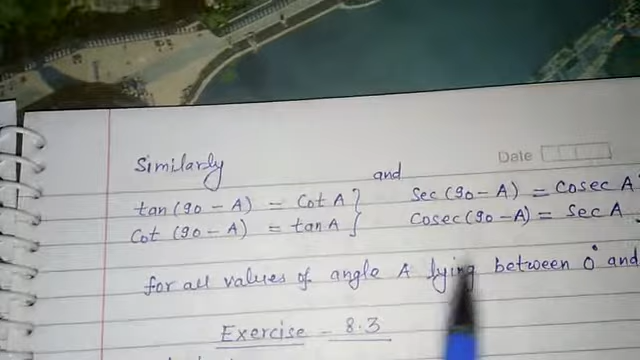 Date
Similarly and
tan (90 - A) = Cot A } Sec (90 - A) = Cosec A
Cot (90 - A) = tan A } Cosec (90 - A) = Sec A
for all values of angle A lying between 0° and
Exercise - 8.3